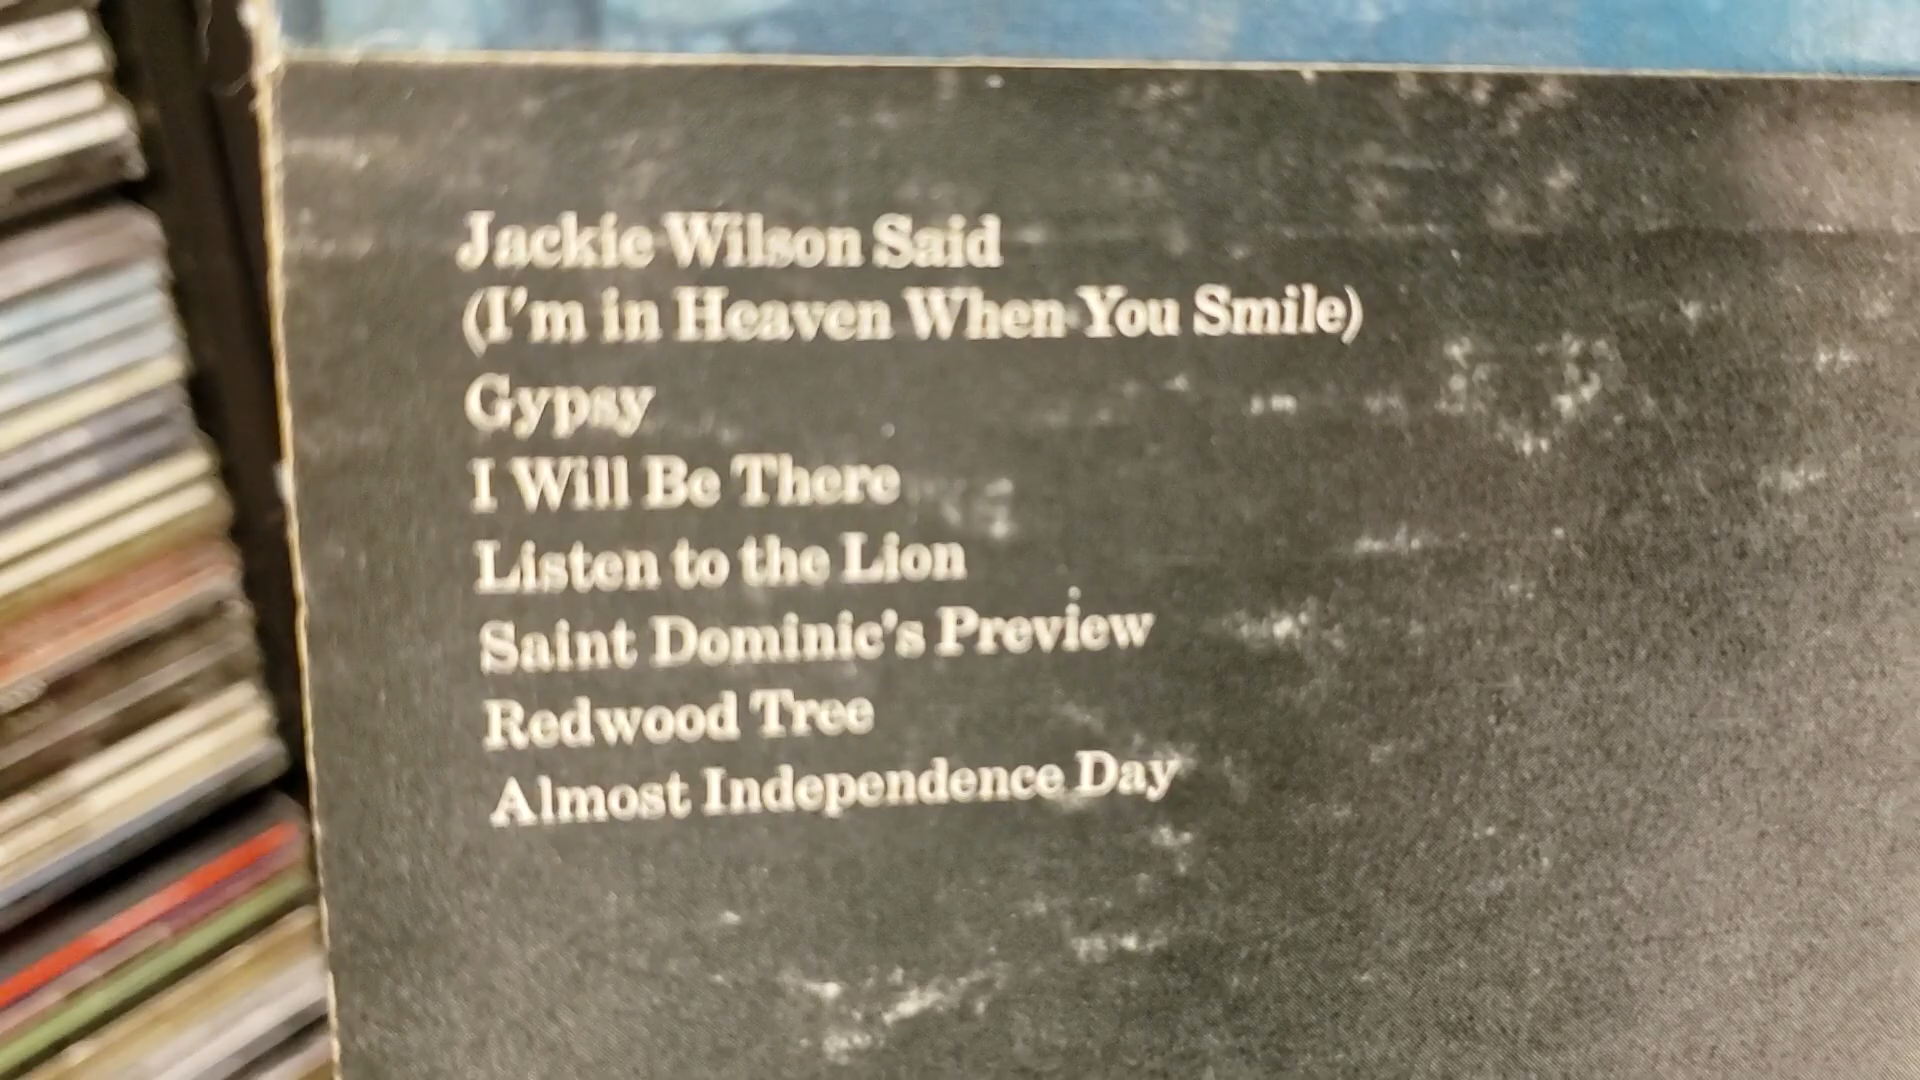 Jackie Wilson Said
(I'm in Heaven When You Smile)
Gypsy
I Will Be There
Listen to the Lion
Saint Dominic's Preview
Redwood Tree
Almost Independence Day